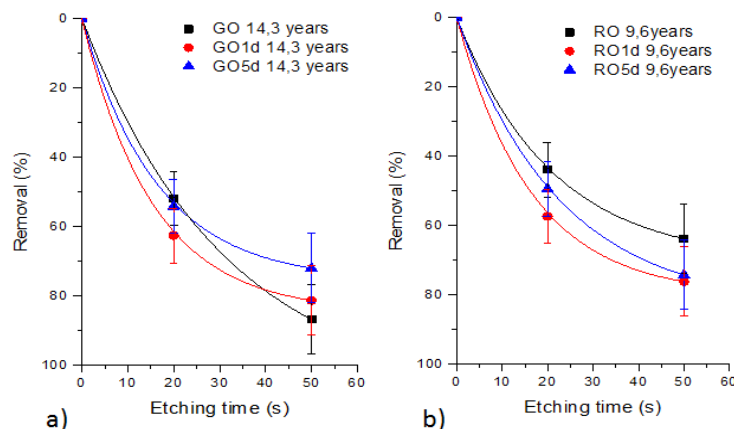 GO 14,3 years
GO1d 14,3 years
GO5d 14,3 years
Removal (%)
0
20
40
60
80
100
0 10 20 30 40 50 60
Etching time (s)
a)
RO 9,6years
RO1d 9,6years
RO5d 9,6years
Removal (%)
0
20
40
60
80
100
0 10 20 30 40 50 60
Etching time (s)
b)